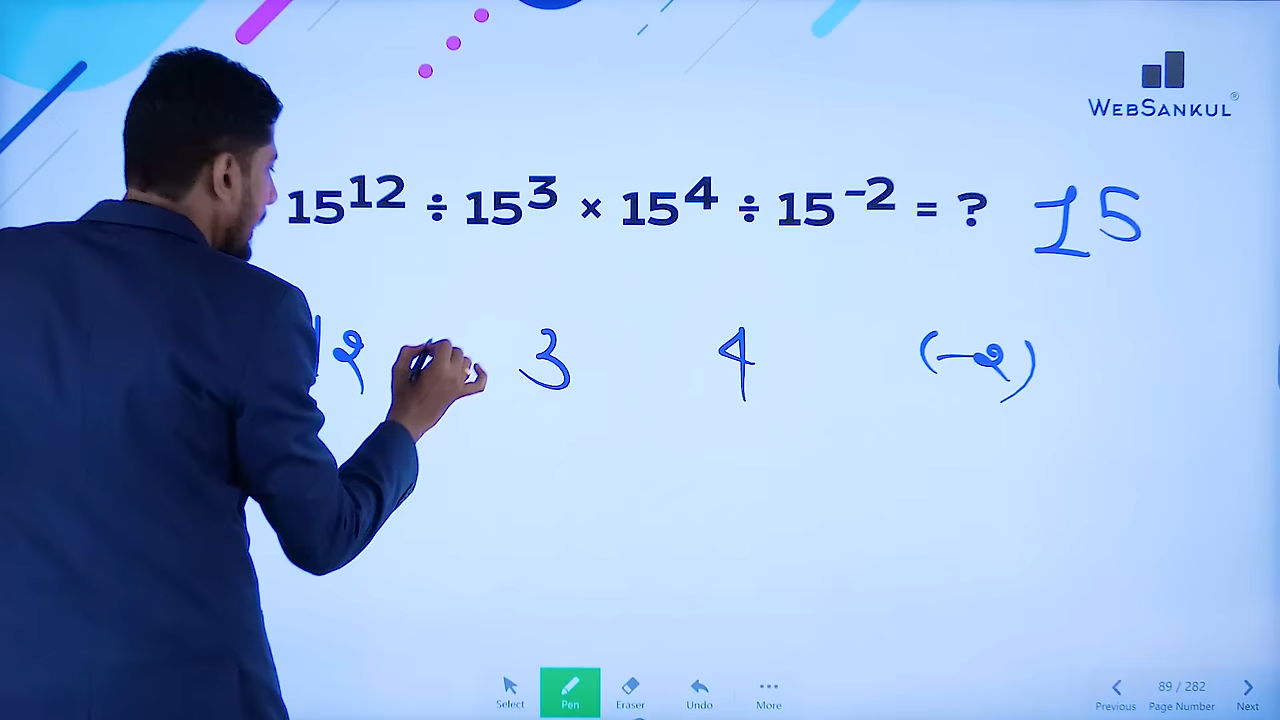 WEBSANKUL®
15¹² ÷ 15³ × 15⁴ ÷ 15⁻² = ? 15
1૨ 3 4 (-૨)
Select Pen Eraser Undo More
89 / 282
Previous Page Number Next